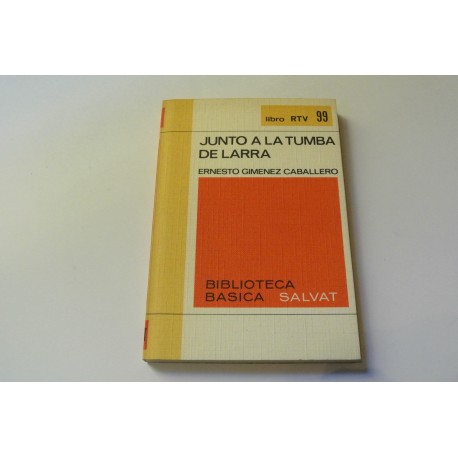 libro RTV 99
JUNTO A LA TUMBA
DE LARRA
ERNESTO GIMENEZ CABALLERO
BIBLIOTECA
BASICA SALVAT